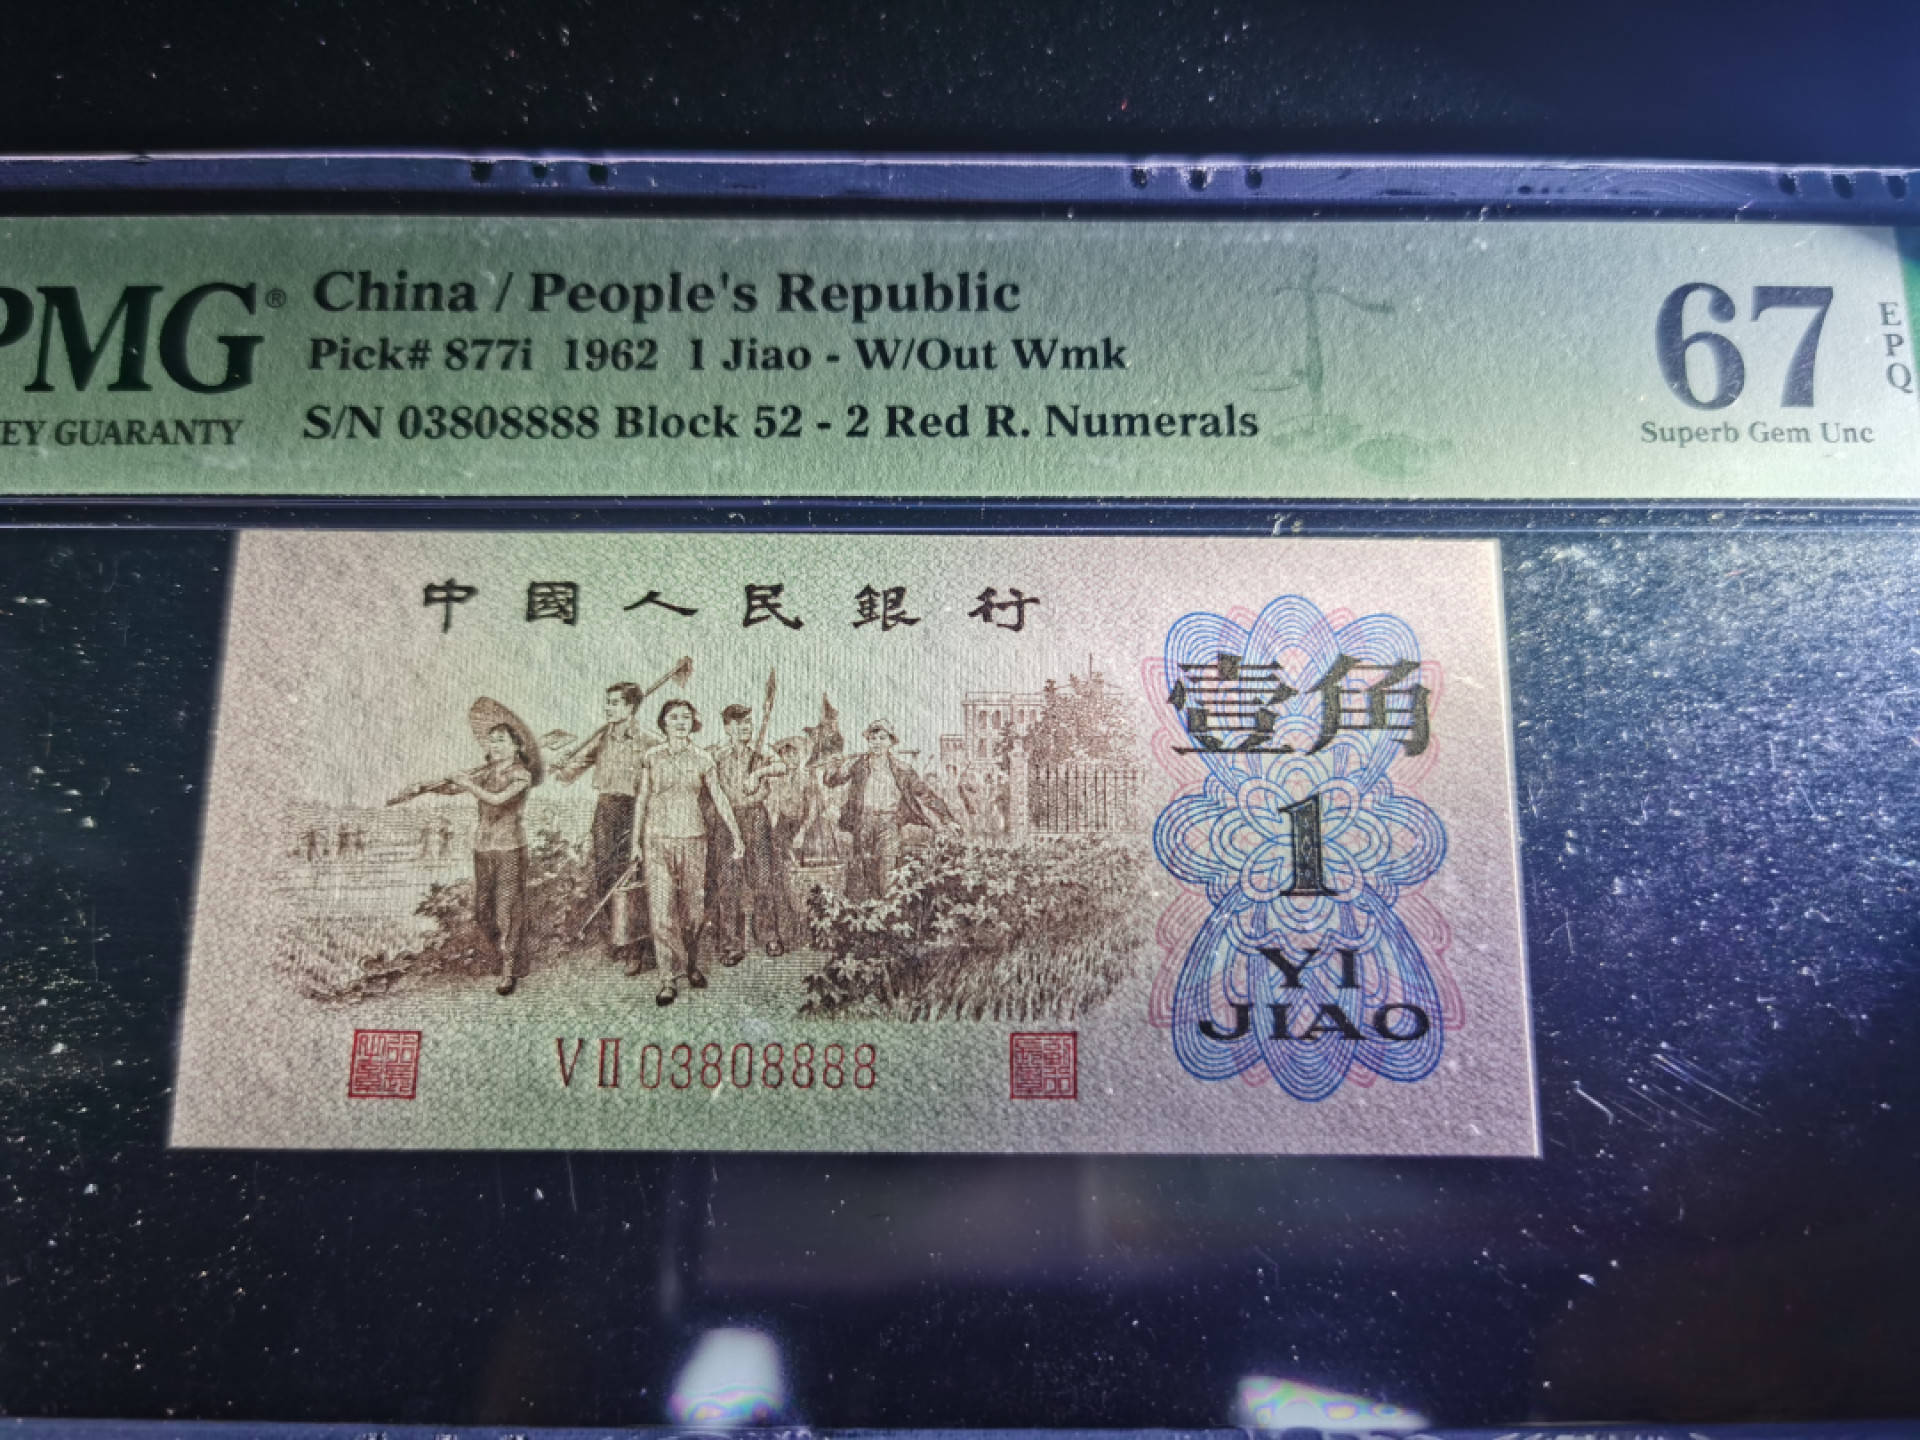 PMG®
EY GUARANTY
China / People's Republic
Pick# 877i 1962 1 Jiao - W/Out Wmk
S/N 03808888 Block 52 - 2 Red R. Numerals
67
EPQ
Superb Gem Unc
中國人民銀行
壹角
1
YI
JIAO
VII 03808888